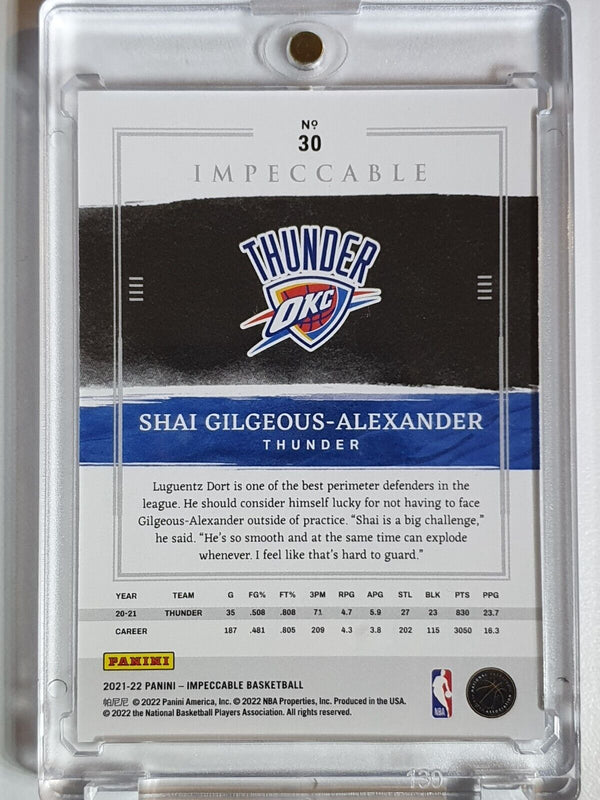 Nº
30
IMPECCABLE
THUNDER
OKC
SHAI GILGEOUS-ALEXANDER
THUNDER
Luguentz Dort is one of the best perimeter defenders in the
league. He should consider himself lucky for not having to face
Gilgeous-Alexander outside of practice. “Shai is a big challenge,”
he said. “He's so smooth and at the same time can explode
whenever. I feel like that's hard to guard.”
YEAR TEAM G FG% FT% 3PM RPG APG STL BLK PTS PPG
20-21 THUNDER 35 .508 .808 71 4.7 5.9 27 23 830 23.7
CAREER 187 .481 .805 209 4.3 3.8 202 115 3050 16.3
PANINI
2021-22 PANINI – IMPECCABLE BASKETBALL
帕尼尼 © 2022 Panini America, Inc. © 2022 NBA Properties, Inc. Produced in the USA.
© 2022 the National Basketball Players Association. All rights reserved.
NBA
130